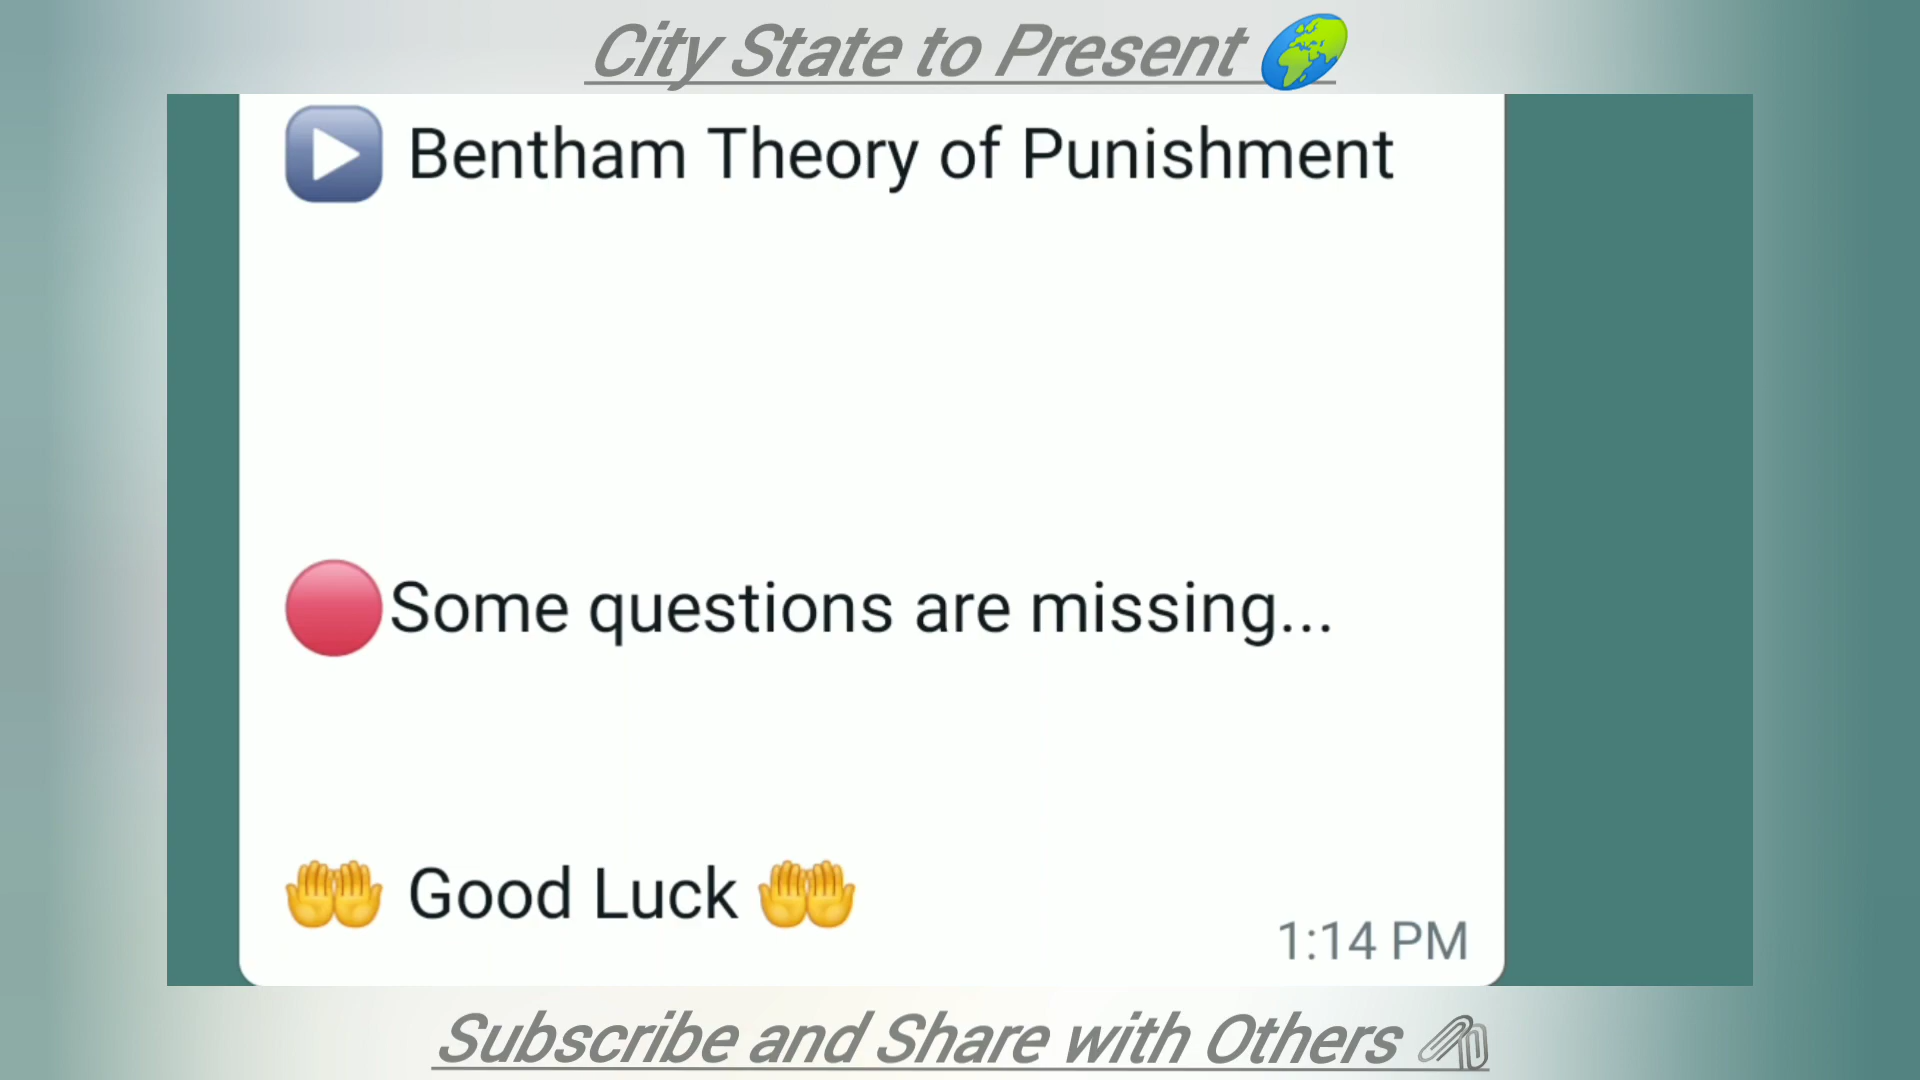 City State to Present 🌍
▶️ Bentham Theory of Punishment
🔴Some questions are missing...
🤲 Good Luck 🤲
1:14 PM
Subscribe and Share with Others 🖇️